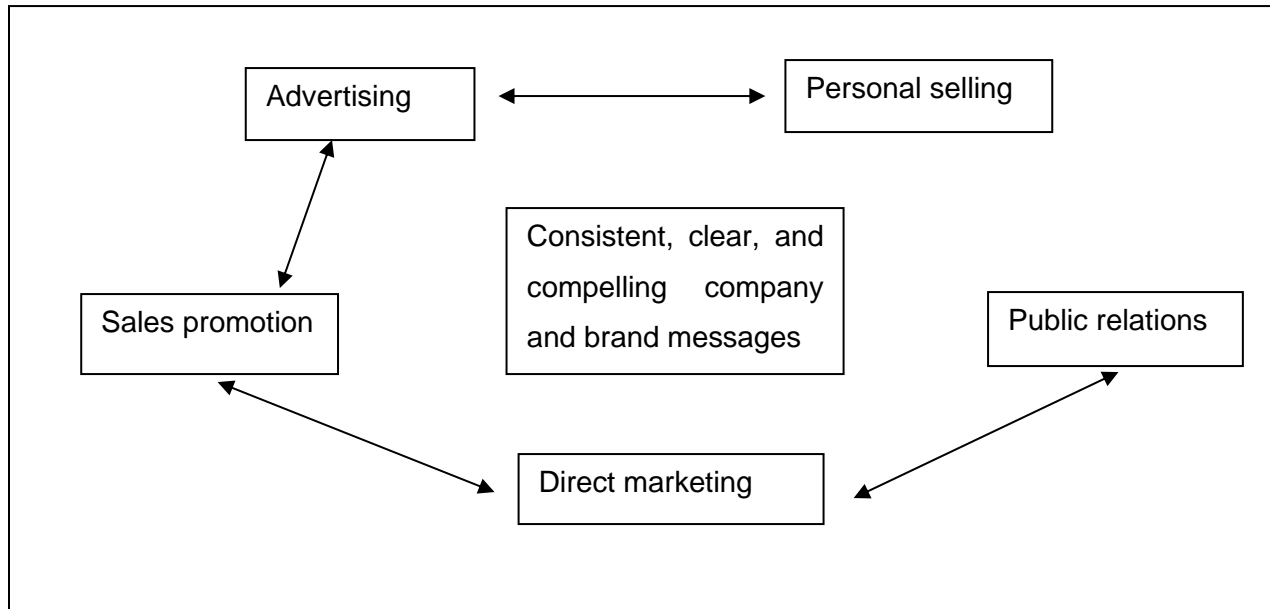 Advertising
Personal selling
Consistent, clear, and
compelling company
and brand messages
Sales promotion
Public relations
Direct marketing